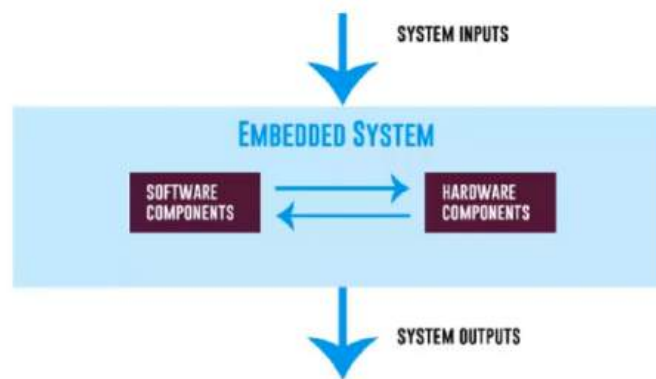 SYSTEM INPUTS
EMBEDDED SYSTEM
SOFTWARE
COMPONENTS
HARDWARE
COMPONENTS
SYSTEM OUTPUTS